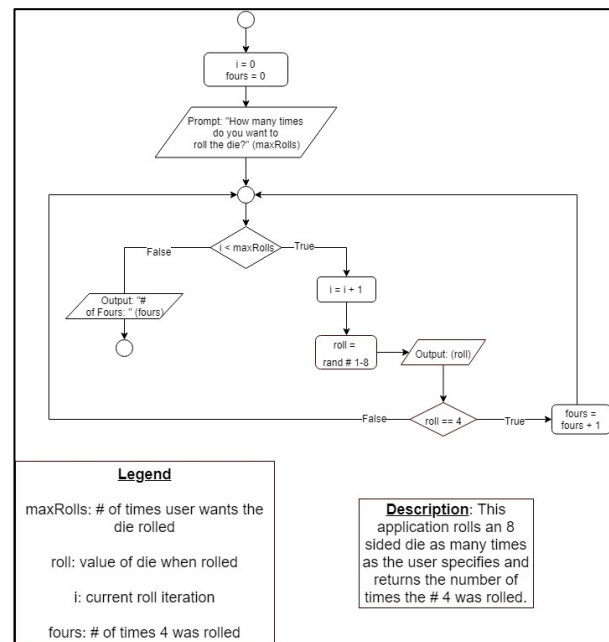 i = 0
fours = 0
Prompt: "How many times
do you want to
roll the die?" (maxRolls)
i < maxRolls
False
True
Output: "#
of Fours: " (fours)
i = i + 1
roll =
rand # 1-8
Output: (roll)
roll == 4
False
True
fours =
fours + 1
Legend
maxRolls: # of times user wants the
die rolled
roll: value of die when rolled
i: current roll iteration
fours: # of times 4 was rolled
Description: This
application rolls an 8
sided die as many times
as the user specifies and
returns the number of
times the # 4 was rolled.